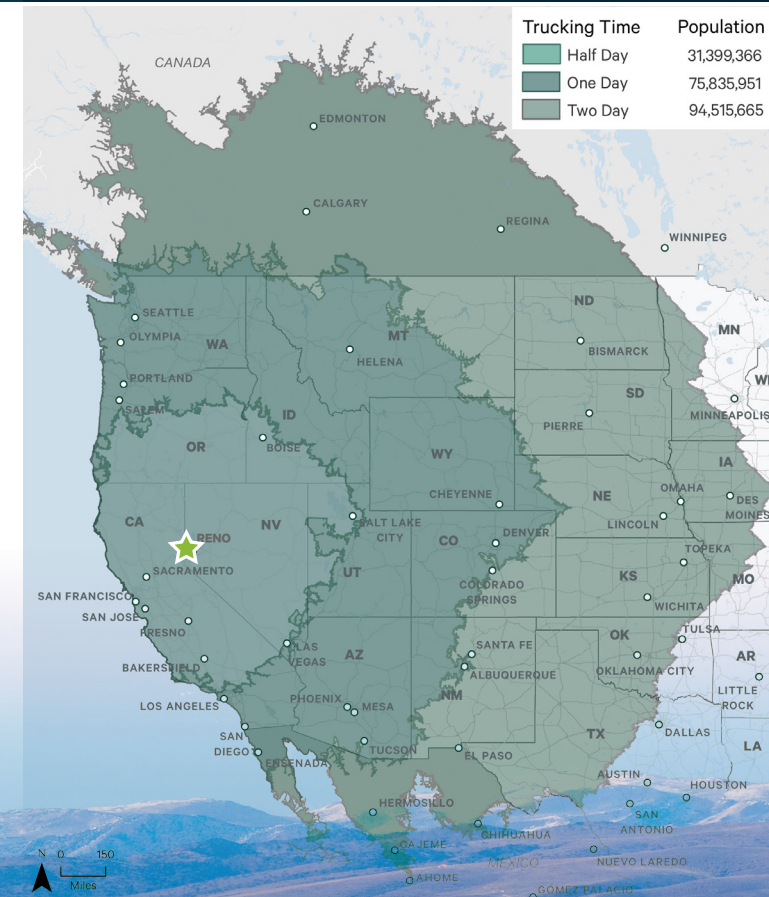 Trucking Time Population
Half Day 31,399,366
One Day 75,835,951
Two Day 94,515,665
CANADA
EDMONTON
CALGARY
REGINA
WINNIPEG
SEATTLE
OLYMPIA
WA
MT
HELENA
ND
BISMARCK
MN
PORTLAND
SALEM
ID
SD
PIERRE
WI
MINNEAPOLIS
OR
BOISE
WY
CHEYENNE
IA
NE
OMAHA
DES
MOINES
LINCOLN
CA
NV
RENO
SALT LAKE
CITY
CO
DENVER
SACRAMENTO
UT
COLORADO
SPRINGS
TOPEKA
KS
MO
WICHITA
SAN FRANCISCO
SAN JOSE
FRESNO
LAS
VEGAS
AZ
SANTA FE
ALBUQUERQUE
OK
OKLAHOMA CITY
TULSA
AR
LITTLE
ROCK
BAKERSFIELD
LOS ANGELES
PHOENIX
MESA
NM
SAN
DIEGO
TUCSON
EL PASO
TX
DALLAS
LA
ENSENADA
AUSTIN
HOUSTON
SAN
ANTONIO
HERMOSILLO
CHIHUAHUA
CAJEME
MEXICO
NUEVO LAREDO
AHOME
GÓMEZ PALACIO
N 0 150
Miles